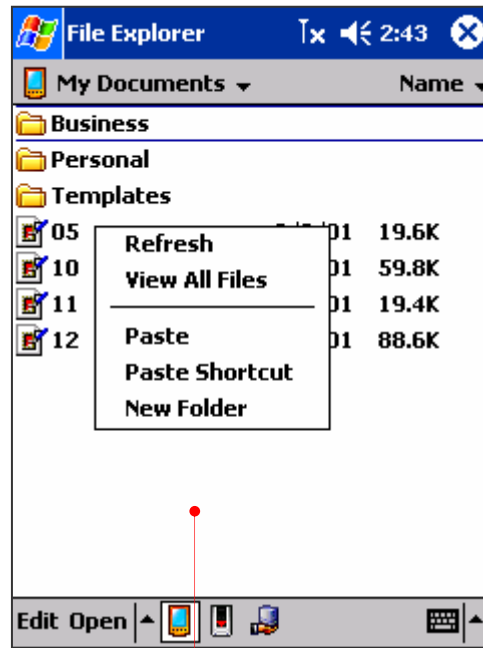 File Explorer 2:43
My Documents Name
Business
Personal
Templates
05 01 19.6K
10 01 59.8K
11 01 19.4K
12 01 88.6K
Refresh
View All Files
Paste
Paste Shortcut
New Folder
Edit Open